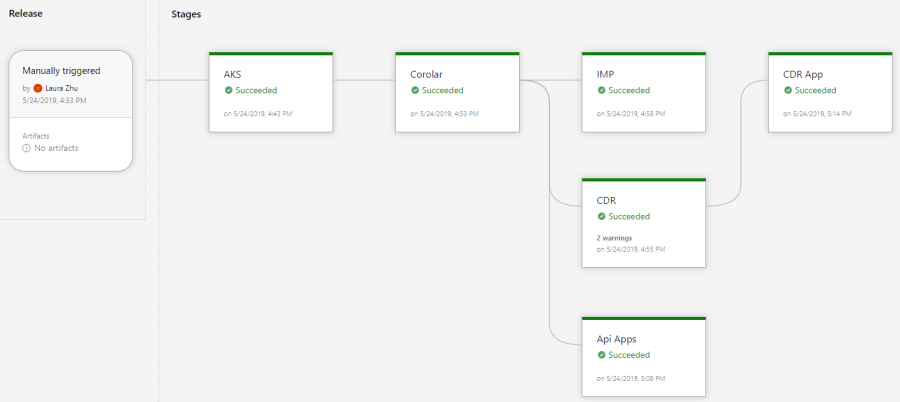 Release
Stages
Manually triggered
by Laura Zhu
5/24/2019, 4:33 PM
Artifacts
No artifacts
AKS
Succeeded
on 5/24/2019, 4:43 PM
Corolar
Succeeded
on 5/24/2019, 4:53 PM
IMP
Succeeded
on 5/24/2019, 4:58 PM
CDR App
Succeeded
on 5/24/2019, 5:14 PM
CDR
Succeeded
2 warnings
on 5/24/2019, 4:55 PM
Api Apps
Succeeded
on 5/24/2019, 5:08 PM